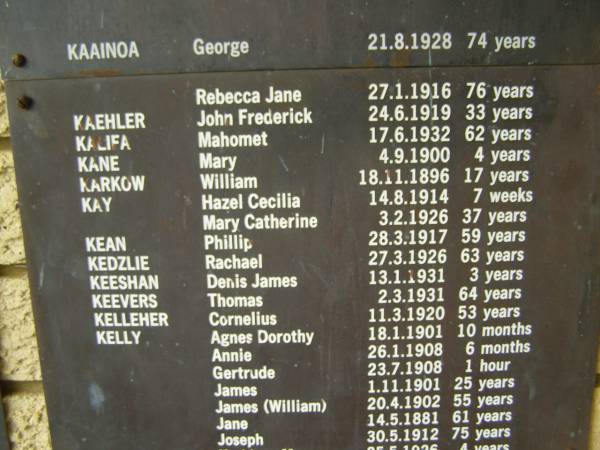 KAAINOA George 21.8.1928 74 years
Rebecca Jane 27.1.1916 76 years
KAEHLER John Frederick 24.6.1919 33 years
KALIFA Mahomet 17.6.1932 62 years
KANE Mary 4.9.1900 4 years
KARKOW William 18.11.1896 17 years
KAY Hazel Cecilia 14.8.1914 7 weeks
Mary Catherine 3.2.1926 37 years
KEAN Phillip 28.3.1917 59 years
KEDZLIE Rachael 27.3.1926 63 years
KEESHAN Denis James 13.1.1931 3 years
KEEVERS Thomas 2.3.1931 64 years
KELLEHER Cornelius 11.3.1920 53 years
KELLY Agnes Dorothy 18.1.1901 10 months
Annie 26.1.1908 6 months
Gertrude 23.7.1908 1 hour
James 1.11.1901 25 years
James (William) 20.4.1902 55 years
Jane 14.5.1881 61 years
Joseph 30.5.1912 75 years
4 years